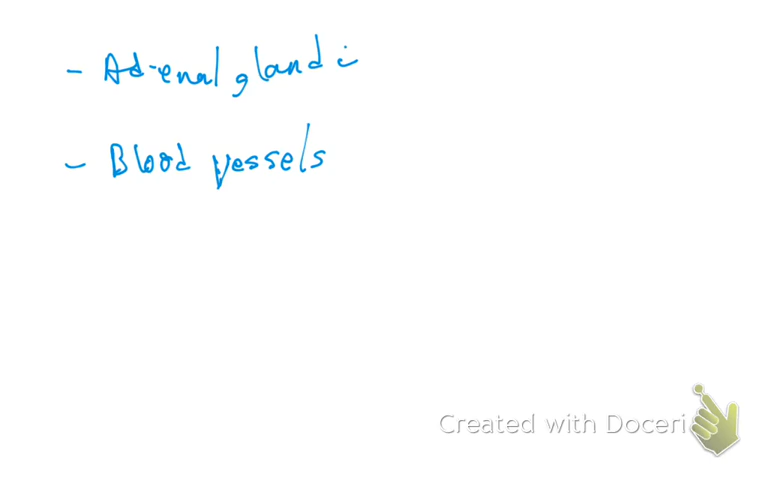 - Adrenal gland
- Blood vessels
Created with Doceri